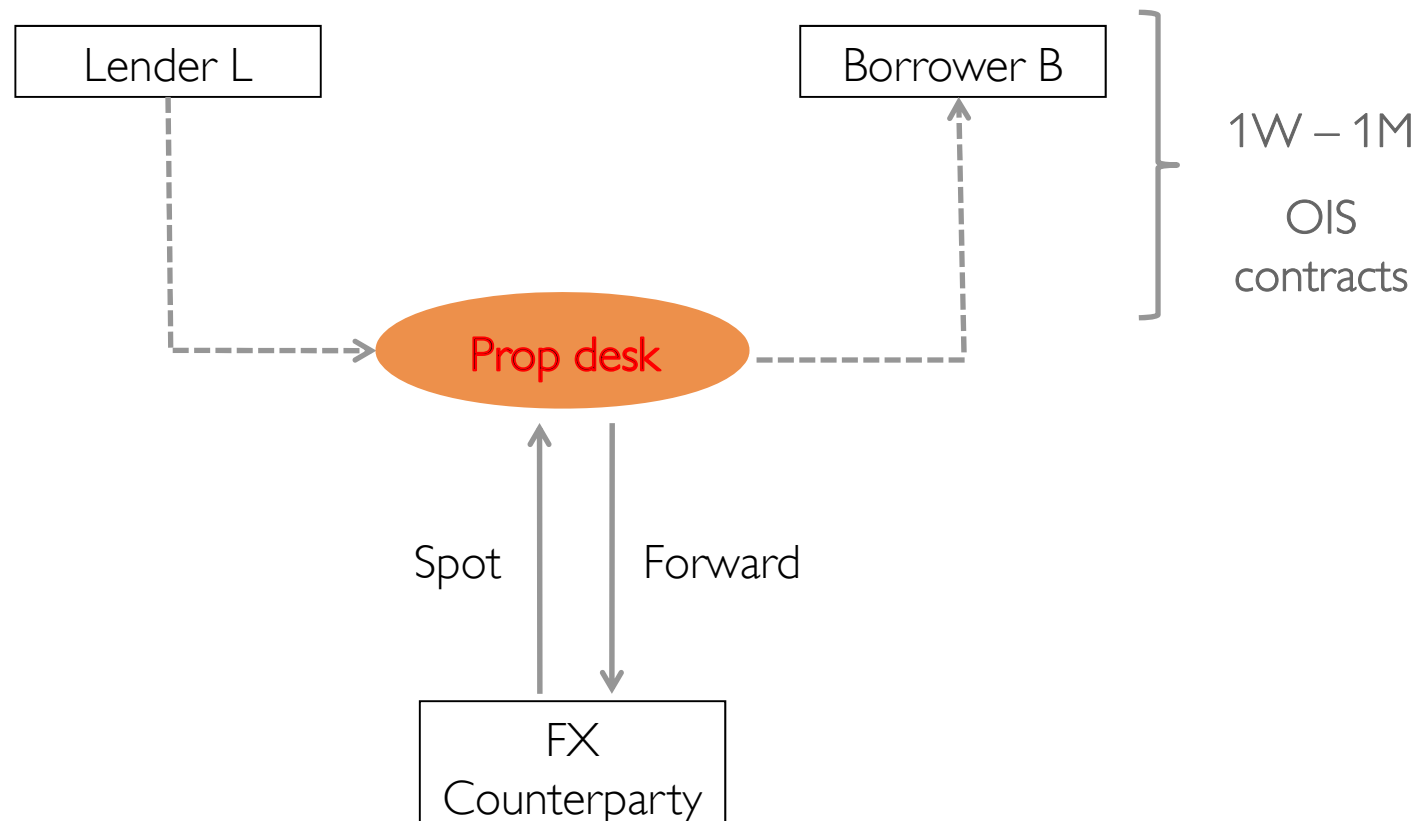 Lender L
Borrower B
1W – 1M
OIS
contracts
Prop desk
Spot
Forward
FX
Counterparty